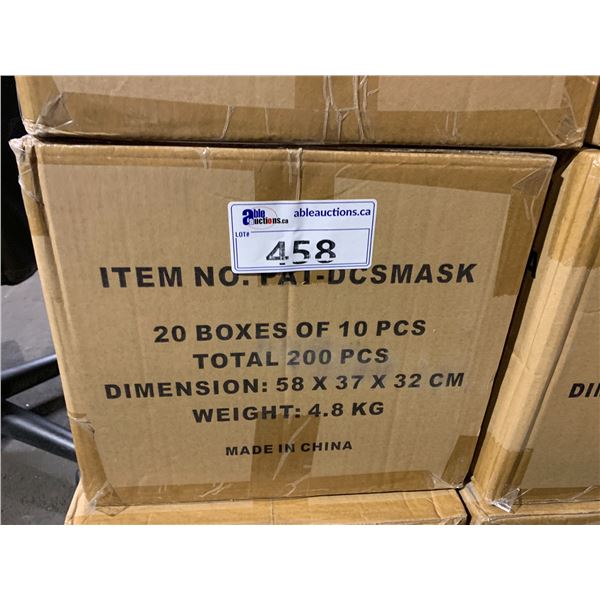 able auctions.ca
ableauctions.ca
LOT#
458
ITEM NO. PAT-DCSMASK
20 BOXES OF 10 PCS
TOTAL 200 PCS
DIMENSION: 58 X 37 X 32 CM
WEIGHT: 4.8 KG
MADE IN CHINA
DI